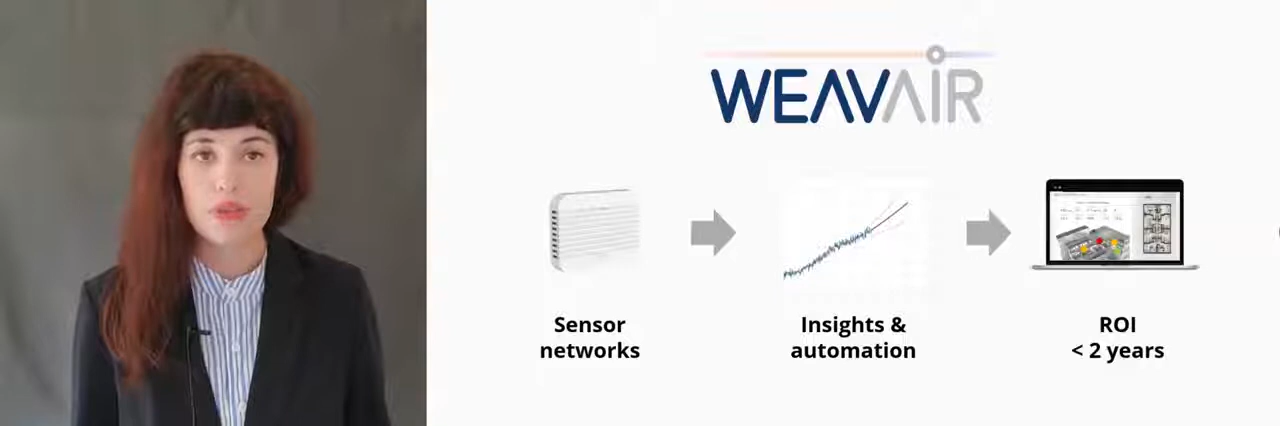 WEAVAIR
Sensor
networks
Insights &
automation
ROI
< 2 years